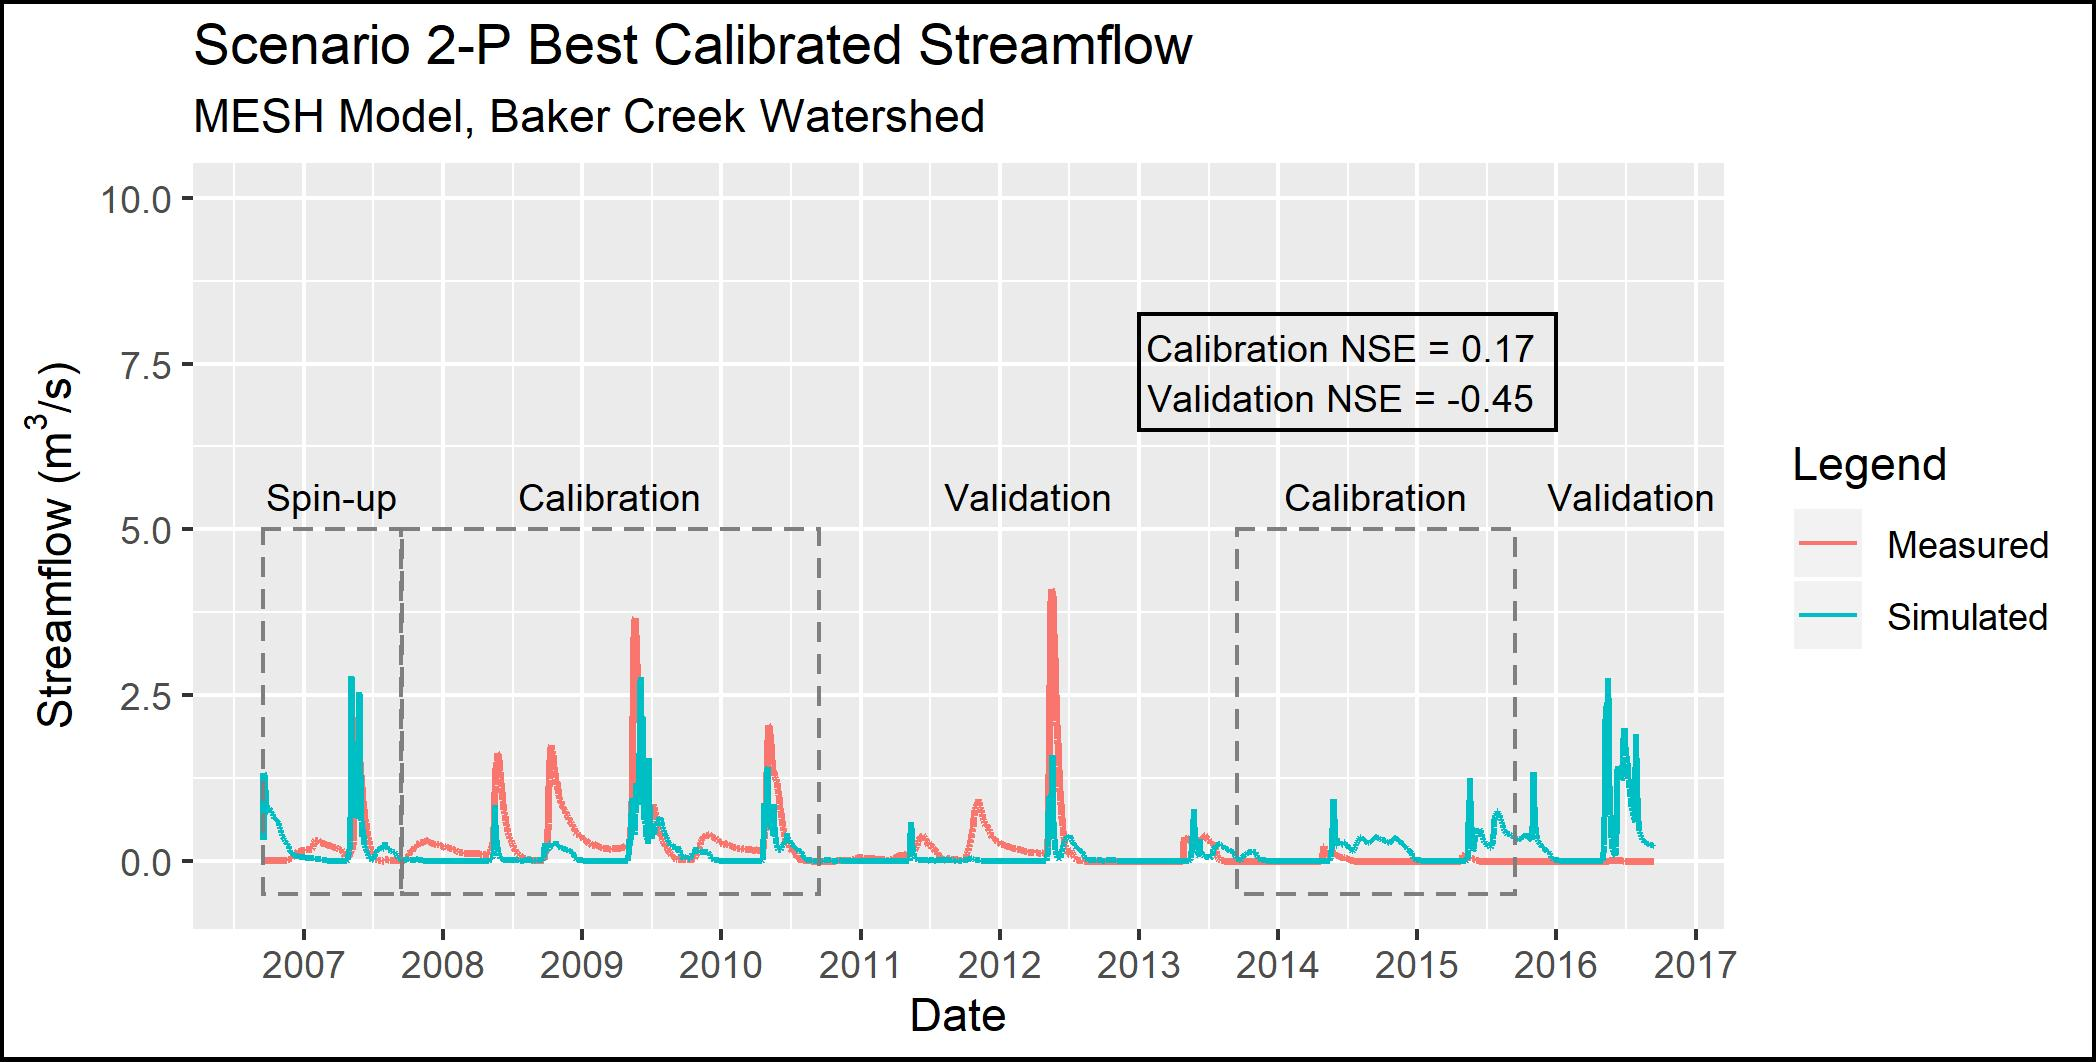 Scenario 2-P Best Calibrated Streamflow
MESH Model, Baker Creek Watershed
10.0
7.5
5.0
2.5
0.0
Streamflow (m³/s)
Calibration NSE = 0.17
Validation NSE = -0.45
Spin-up Calibration Validation Calibration Validation
2007 2008 2009 2010 2011 2012 2013 2014 2015 2016 2017
Date
Legend
Measured
Simulated